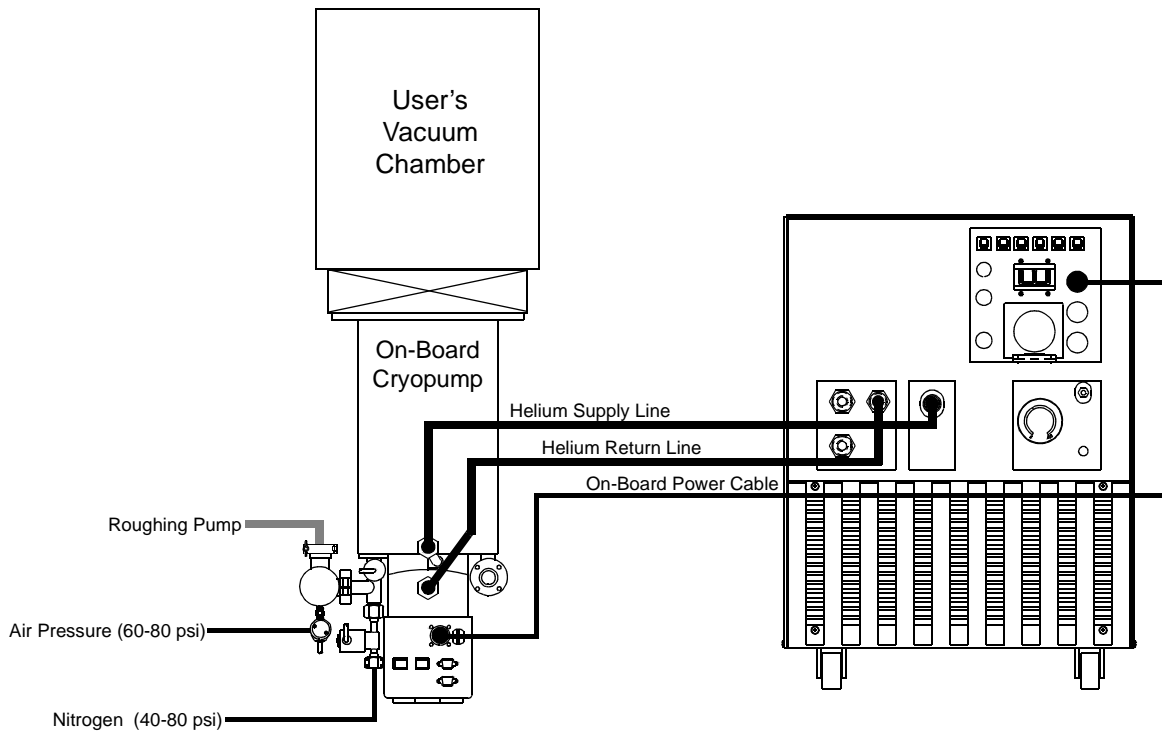 User's
Vacuum
Chamber
On-Board
Cryopump
Helium Supply Line
Helium Return Line
On-Board Power Cable
Roughing Pump
Air Pressure (60-80 psi)
Nitrogen  (40-80 psi)